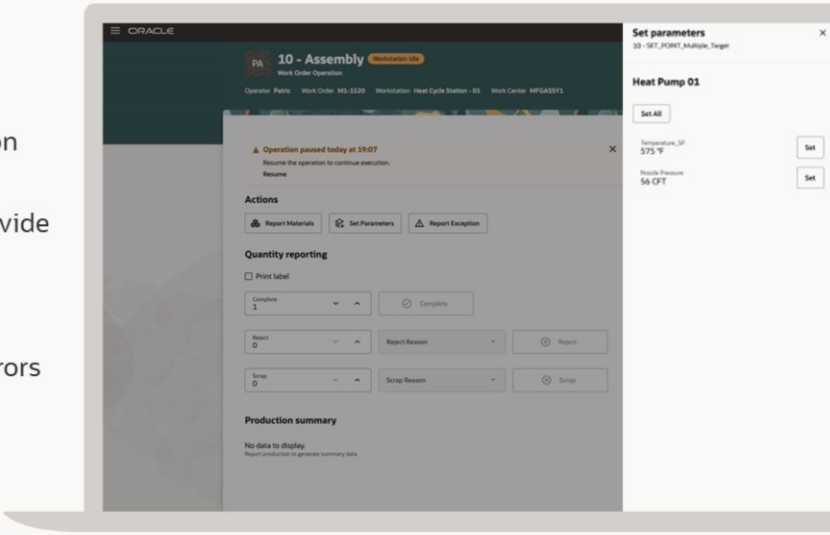 on
vide
rors
ORACLE
PA
10 - Assembly Workstation Idle
Work Order Operation
Operator Patric Work Order M1-1520 Workstation Heat Cycle Station - 01 Work Center MFGASSY1
Operation paused today at 19:07
Resume the operation to continue execution.
Resume
Actions
Report Materials Set Parameters Report Exception
Quantity reporting
Print label
Complete
1
Complete
Reject
0
Reject Reason
Reject
Scrap
0
Scrap Reason
Scrap
Production summary
No data to display.
Report production to generate summary data
Set parameters
10 - SET_POINT_Multiple_Target
Heat Pump 01
Set All
Temperature_SP
575 °F
Set
Nozzle Pressure
56 CFT
Set